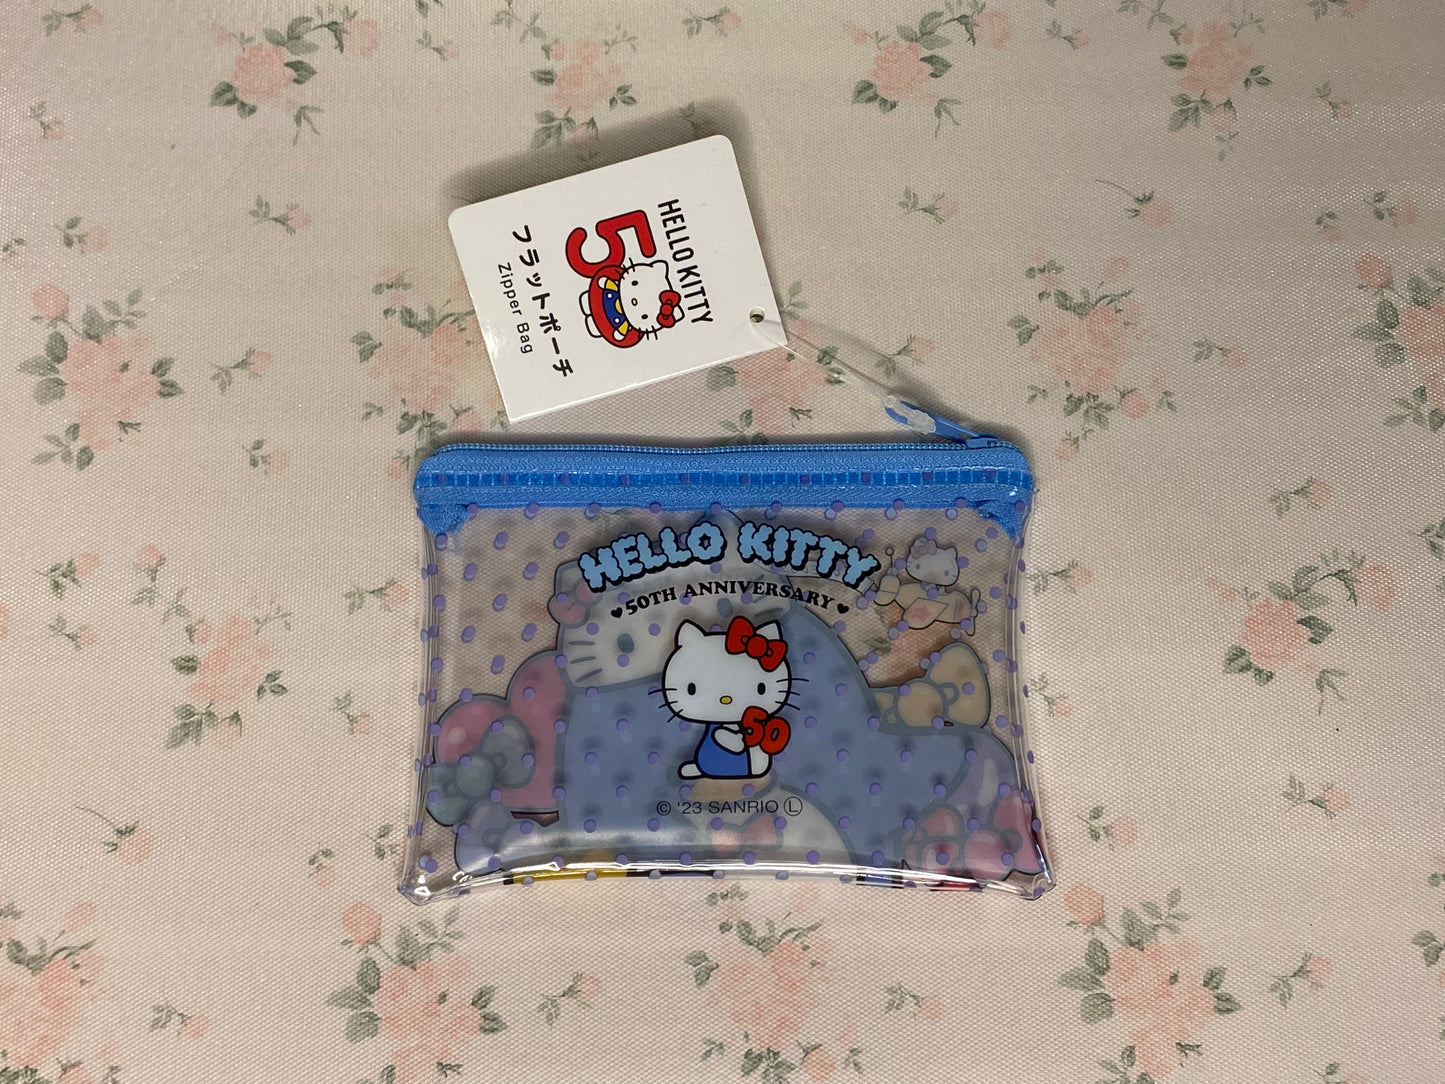 HELLO KITTY
50
フラットポーチ
Zipper Bag
HELLO KITTY
♥50TH ANNIVERSARY♥
50
© '23 SANRIO Ⓛ